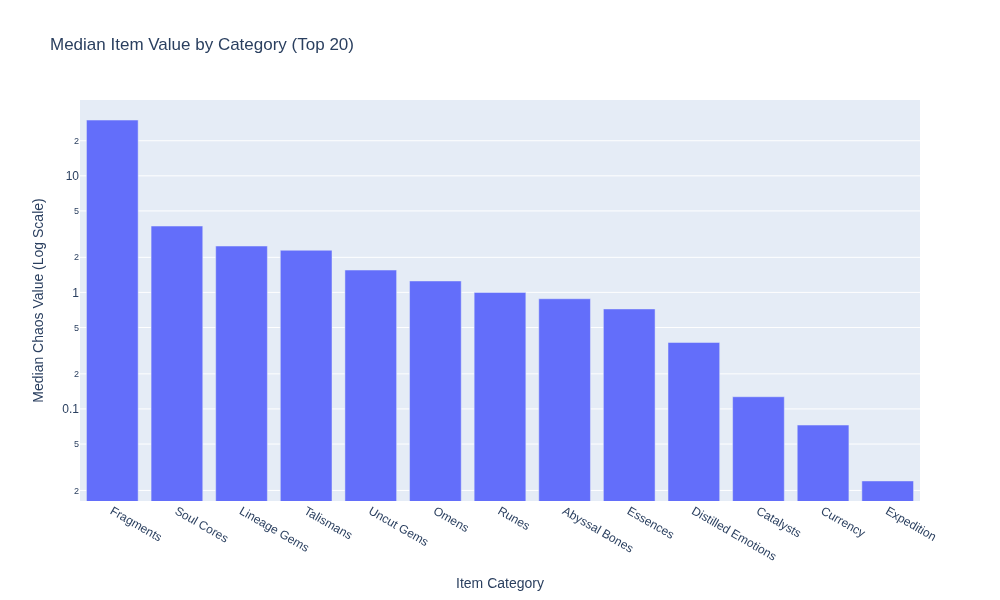 Median Item Value by Category (Top 20)
Median Chaos Value (Log Scale)
2
10
5
2
1
5
2
0.1
5
2
Fragments
Soul Cores
Lineage Gems
Talismans
Uncut Gems
Omens
Runes
Abyssal Bones
Essences
Distilled Emotions
Catalysts
Currency
Expedition
Item Category